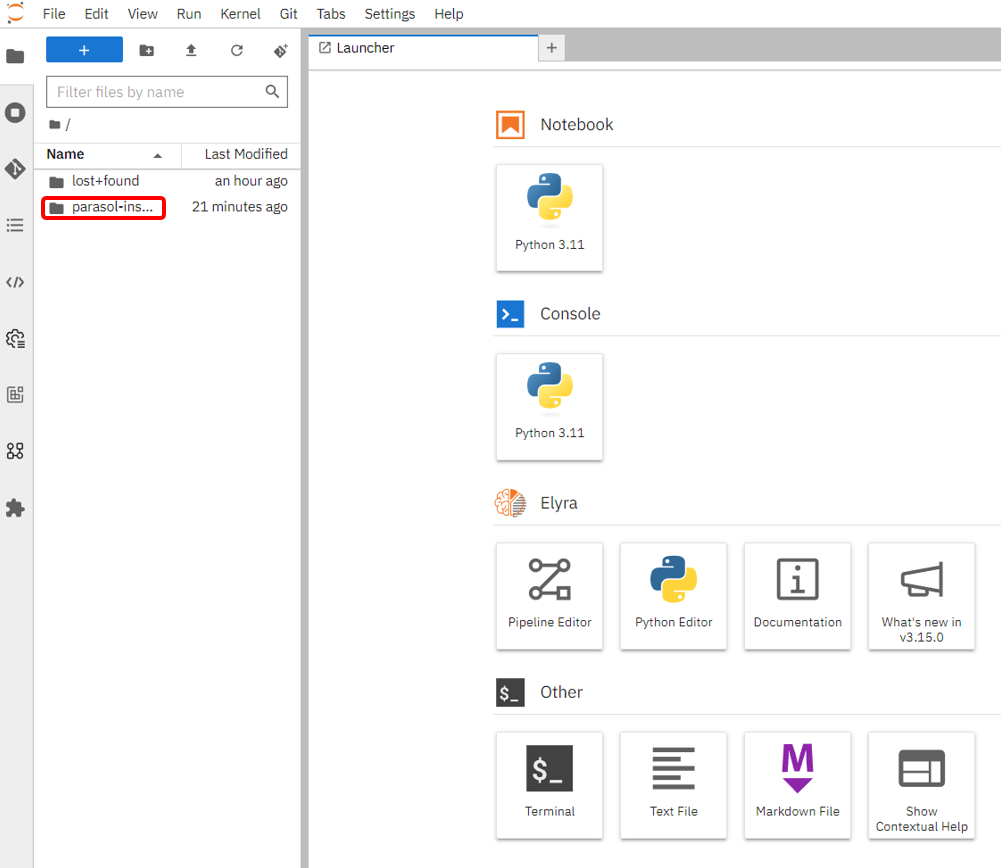 File Edit View Run Kernel Git Tabs Settings Help
+
Launcher
+
Filter files by name
/
Name Last Modified
lost+found an hour ago
parasol-ins... 21 minutes ago
Notebook
Python 3.11
Console
Python 3.11
Elyra
Pipeline Editor
Python Editor
Documentation
What's new in
v3.15.0
$_ Other
$_
Terminal
Text File
M
Markdown File
Show
Contextual Help